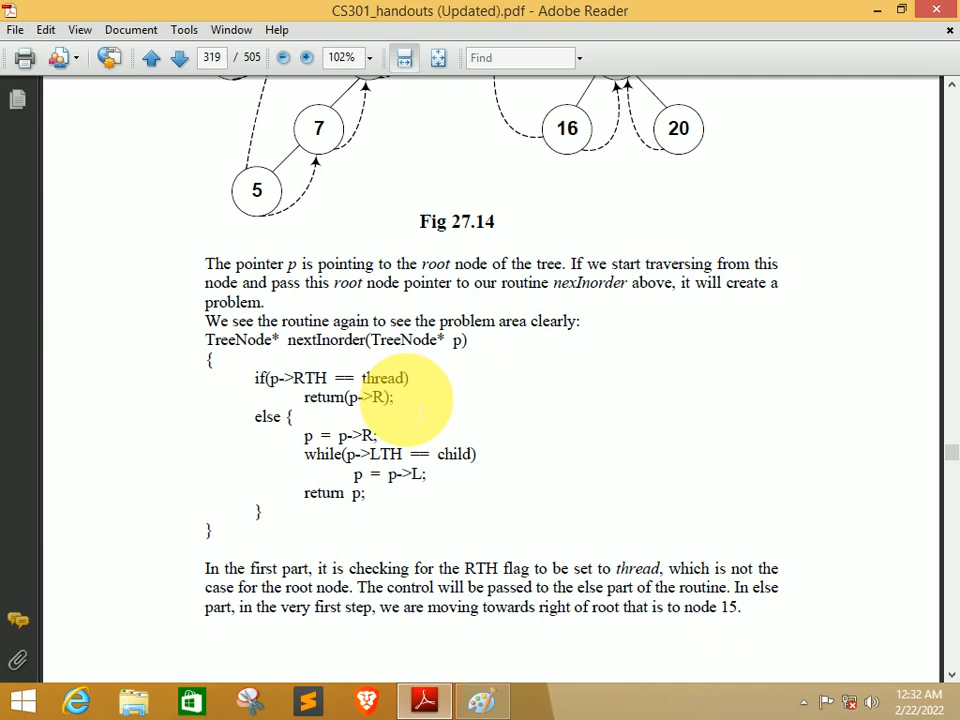 CS301_handouts (Updated).pdf - Adobe Reader
File Edit View Document Tools Window Help
319 / 505 102% Find
7
16
20
5
Fig 27.14
The pointer p is pointing to the root node of the tree. If we start traversing from this
node and pass this root node pointer to our routine nexInorder above, it will create a
problem.
We see the routine again to see the problem area clearly:
TreeNode* nextInorder(TreeNode* p)
{
if(p->RTH == thread)
return(p->R);
else {
p = p->R;
while(p->LTH == child)
p = p->L;
return p;
}
}
In the first part, it is checking for the RTH flag to be set to thread, which is not the
case for the root node. The control will be passed to the else part of the routine. In else
part, in the very first step, we are moving towards right of root that is to node 15.
12:32 AM
2/22/2022